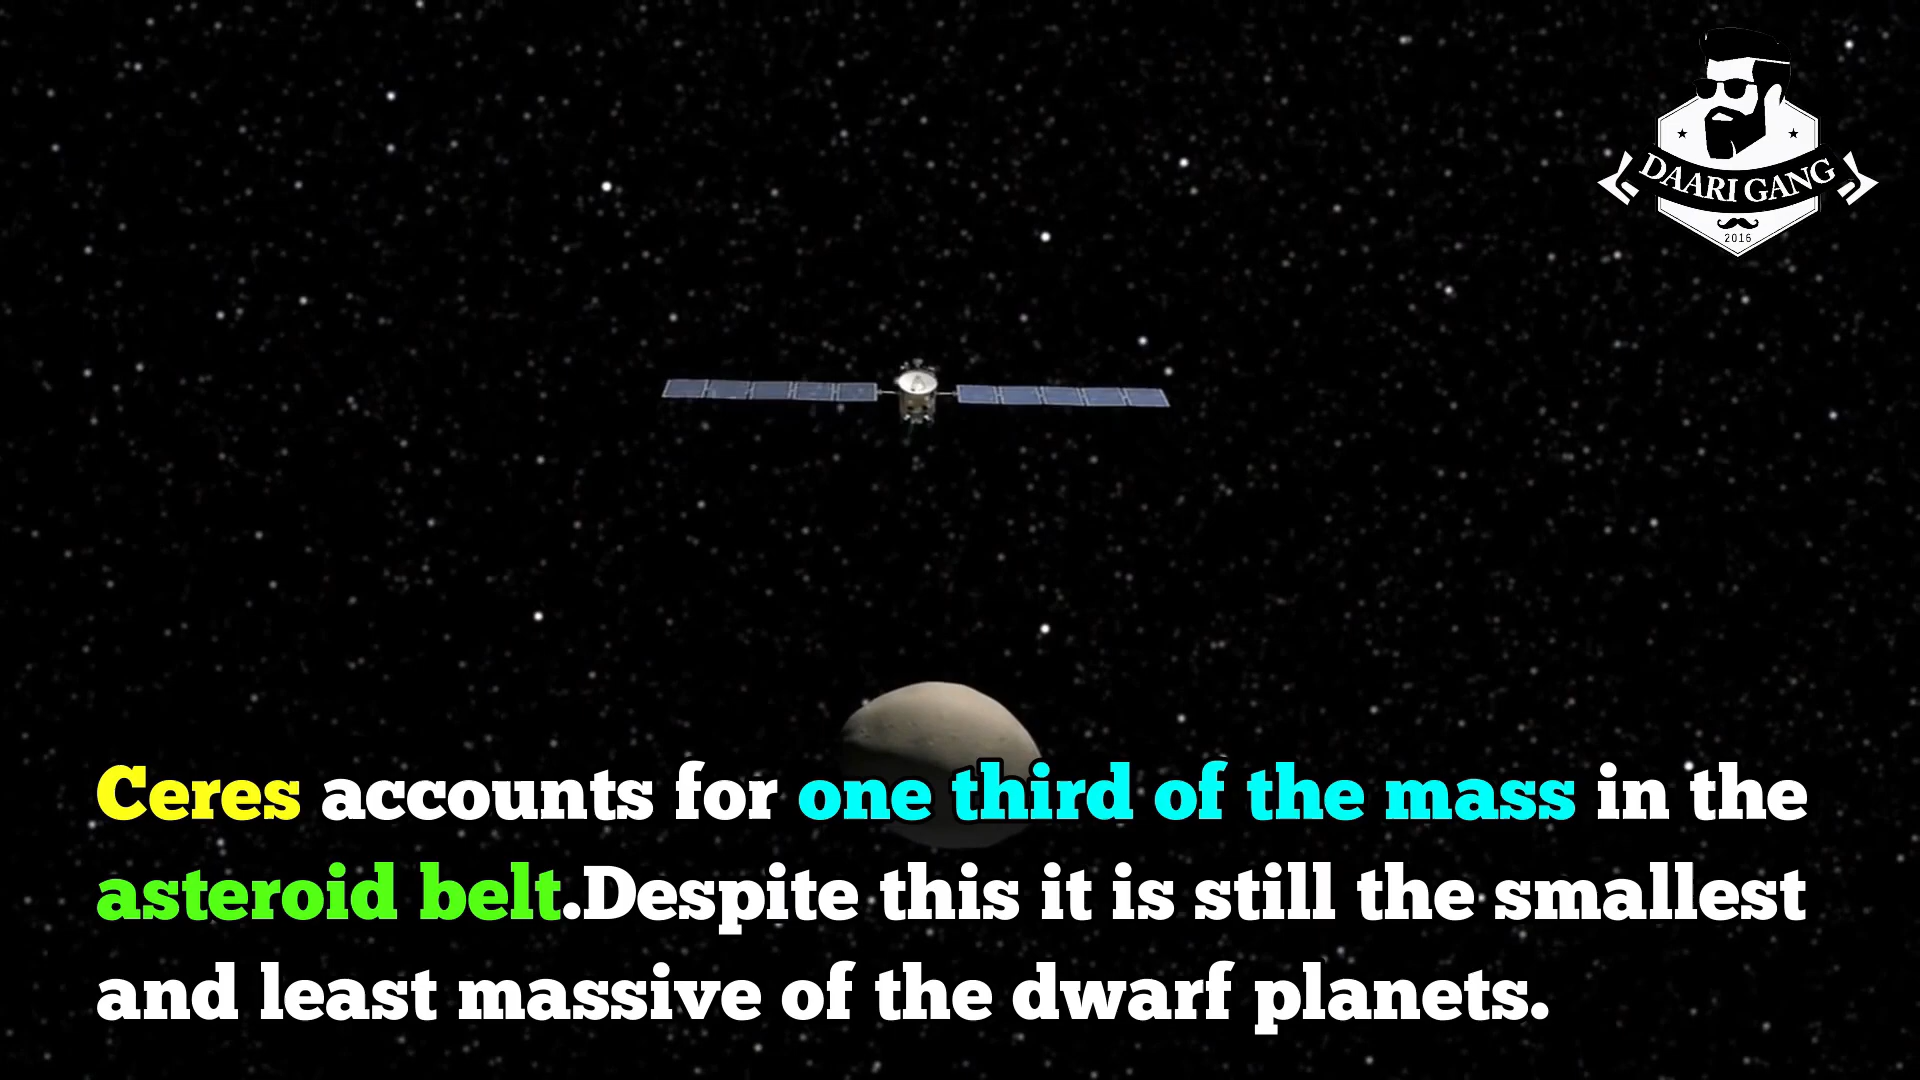 DAARI GANG
2016
Ceres accounts for one third of the mass in the
asteroid belt.Despite this it is still the smallest
and least massive of the dwarf planets.